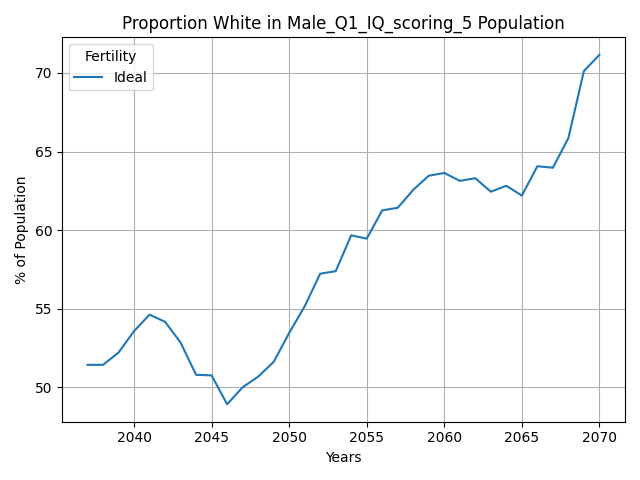 Proportion White in Male_Q1_IQ_scoring_5 Population
Fertility
Ideal
% of Population
70
65
60
55
50
2040 2045 2050 2055 2060 2065 2070
Years